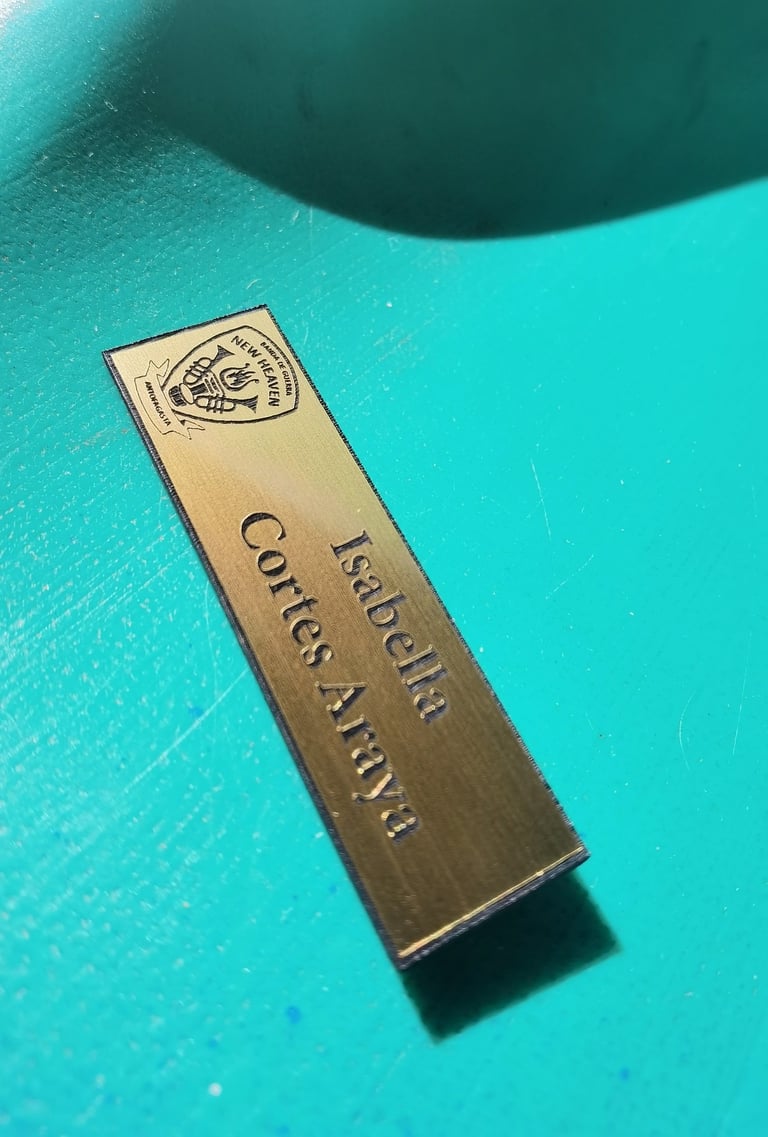 BANDA DE GUERRA
NEW HEAVEN
ANTOFAGASTA
Isabella
Cortes Araya